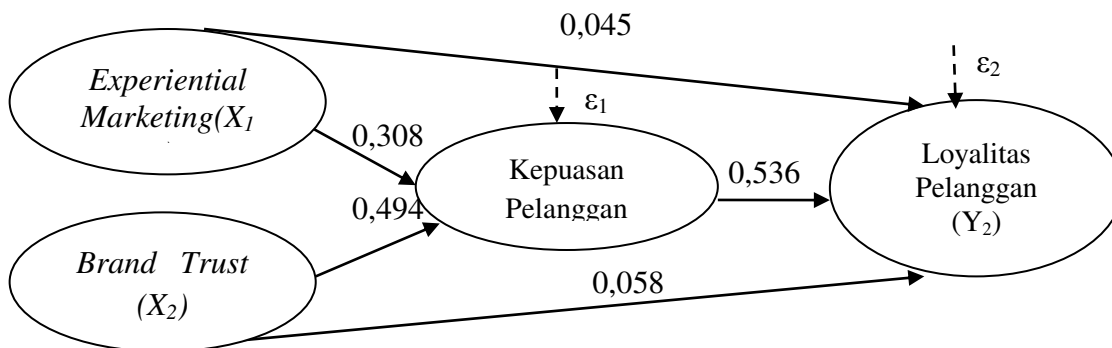 0,045
ε2
Experiential
Marketing(X1
ε1
0,308
Kepuasan
Pelanggan
0,536
Loyalitas
Pelanggan
(Y2)
0,494
Brand Trust
(X2)
0,058